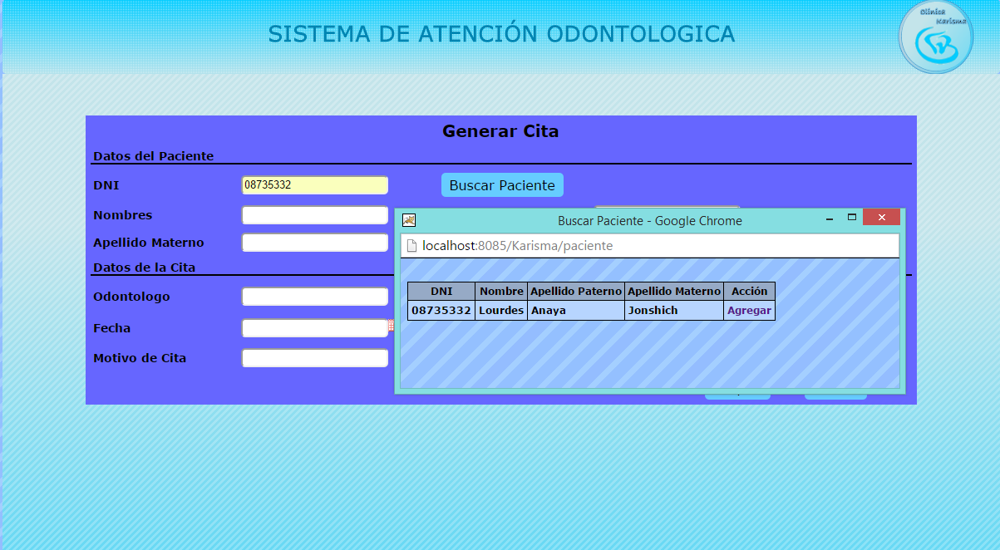 SISTEMA DE ATENCIÓN ODONTOLOGICA
Clinica
Karisma
Generar Cita
Datos del Paciente
DNI 08735332 Buscar Paciente
Nombres
Apellido Materno
Datos de la Cita
Odontologo
Fecha
Motivo de Cita
Buscar Paciente - Google Chrome
localhost:8085/Karisma/paciente
DNI Nombre Apellido Paterno Apellido Materno Acción
08735332 Lourdes Anaya Jonshich Agregar